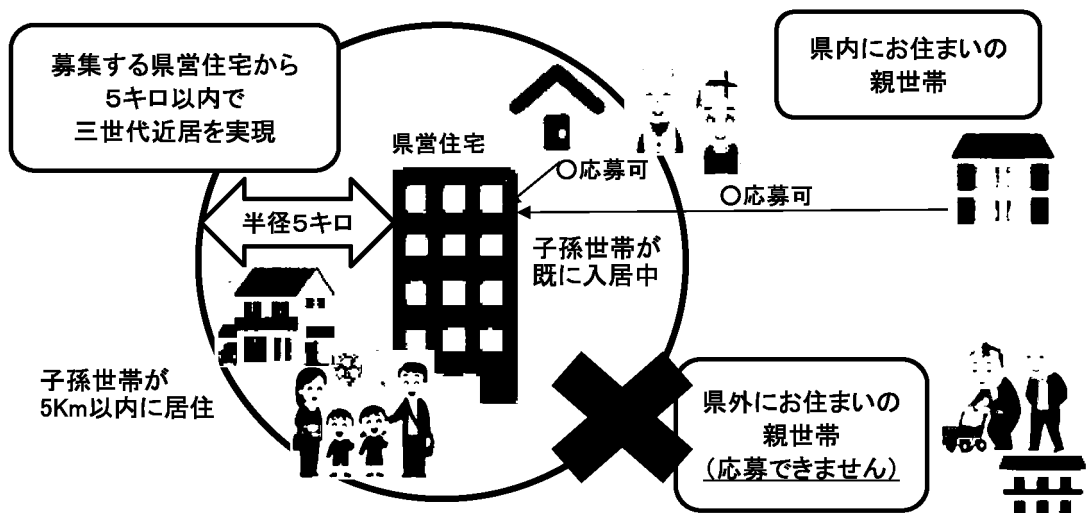 募集する県営住宅から
5キロ以内で
三世代近居を実現
県内にお住まいの
親世帯
県営住宅
〇応募可
〇応募可
半径5キロ
子孫世帯が
既に入居中
子孫世帯が
5Km以内に居住
県外にお住まいの
親世帯
(応募できません)